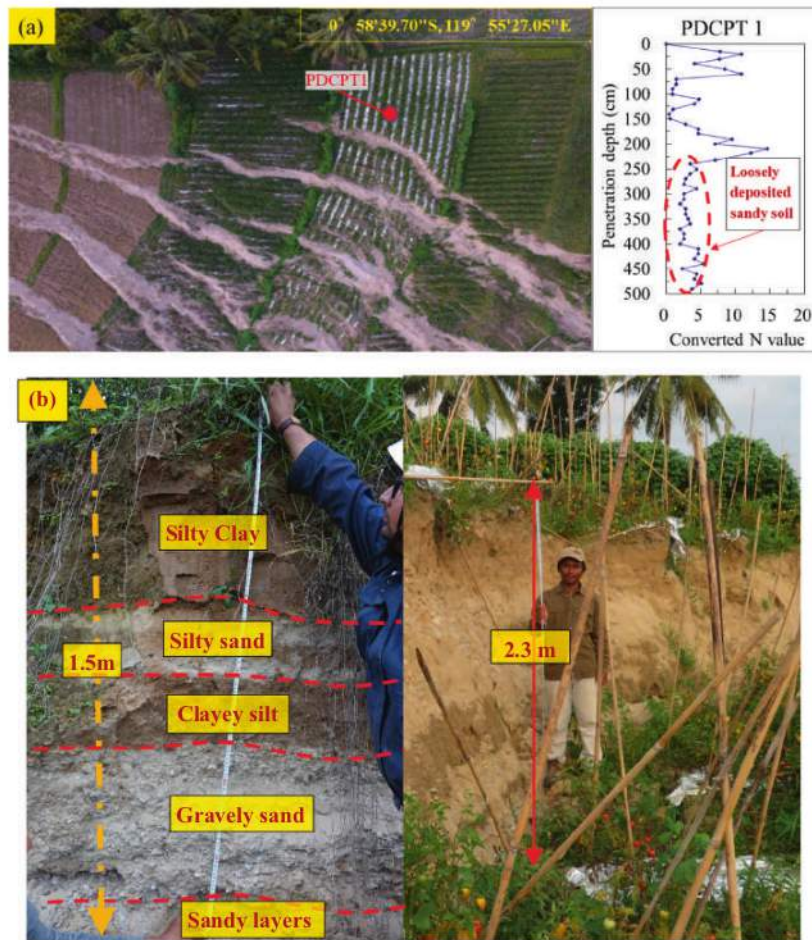 (a)
0° 58'39.70"S,119° 55'27.05"E
PDCPT1
PDCPT 1
Penetration depth (cm)
0
50
100
150
200
250
300
350
400
450
500
Loosely
deposited
sandy soil
0 5 10 15 20
Converted N value
(b)
1.5m
Silty Clay
Silty sand
Clayey silt
Gravely sand
Sandy layers
2.3 m